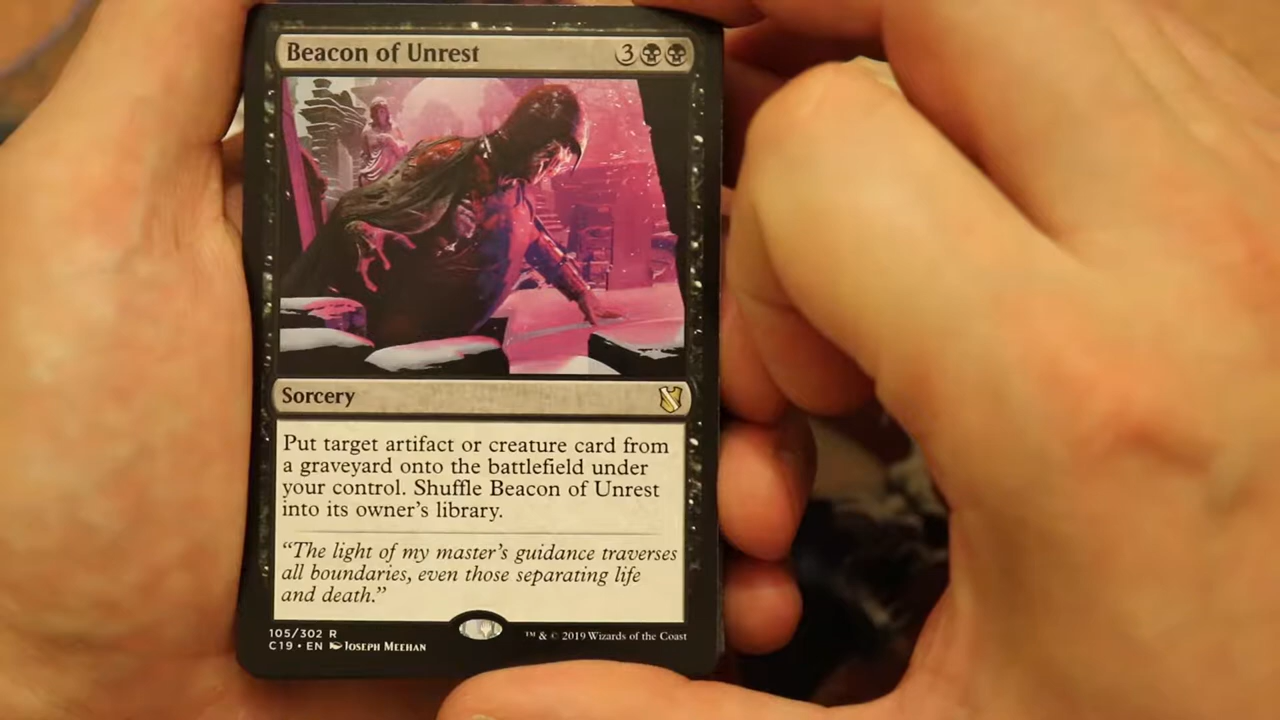 Beacon of Unrest 3
Sorcery
Put target artifact or creature card from
a graveyard onto the battlefield under
your control. Shuffle Beacon of Unrest
into its owner's library.
“The light of my master's guidance traverses
all boundaries, even those separating life
and death.”
105/302 R
C19 • EN Joseph Meehan
™ & © 2019 Wizards of the Coast